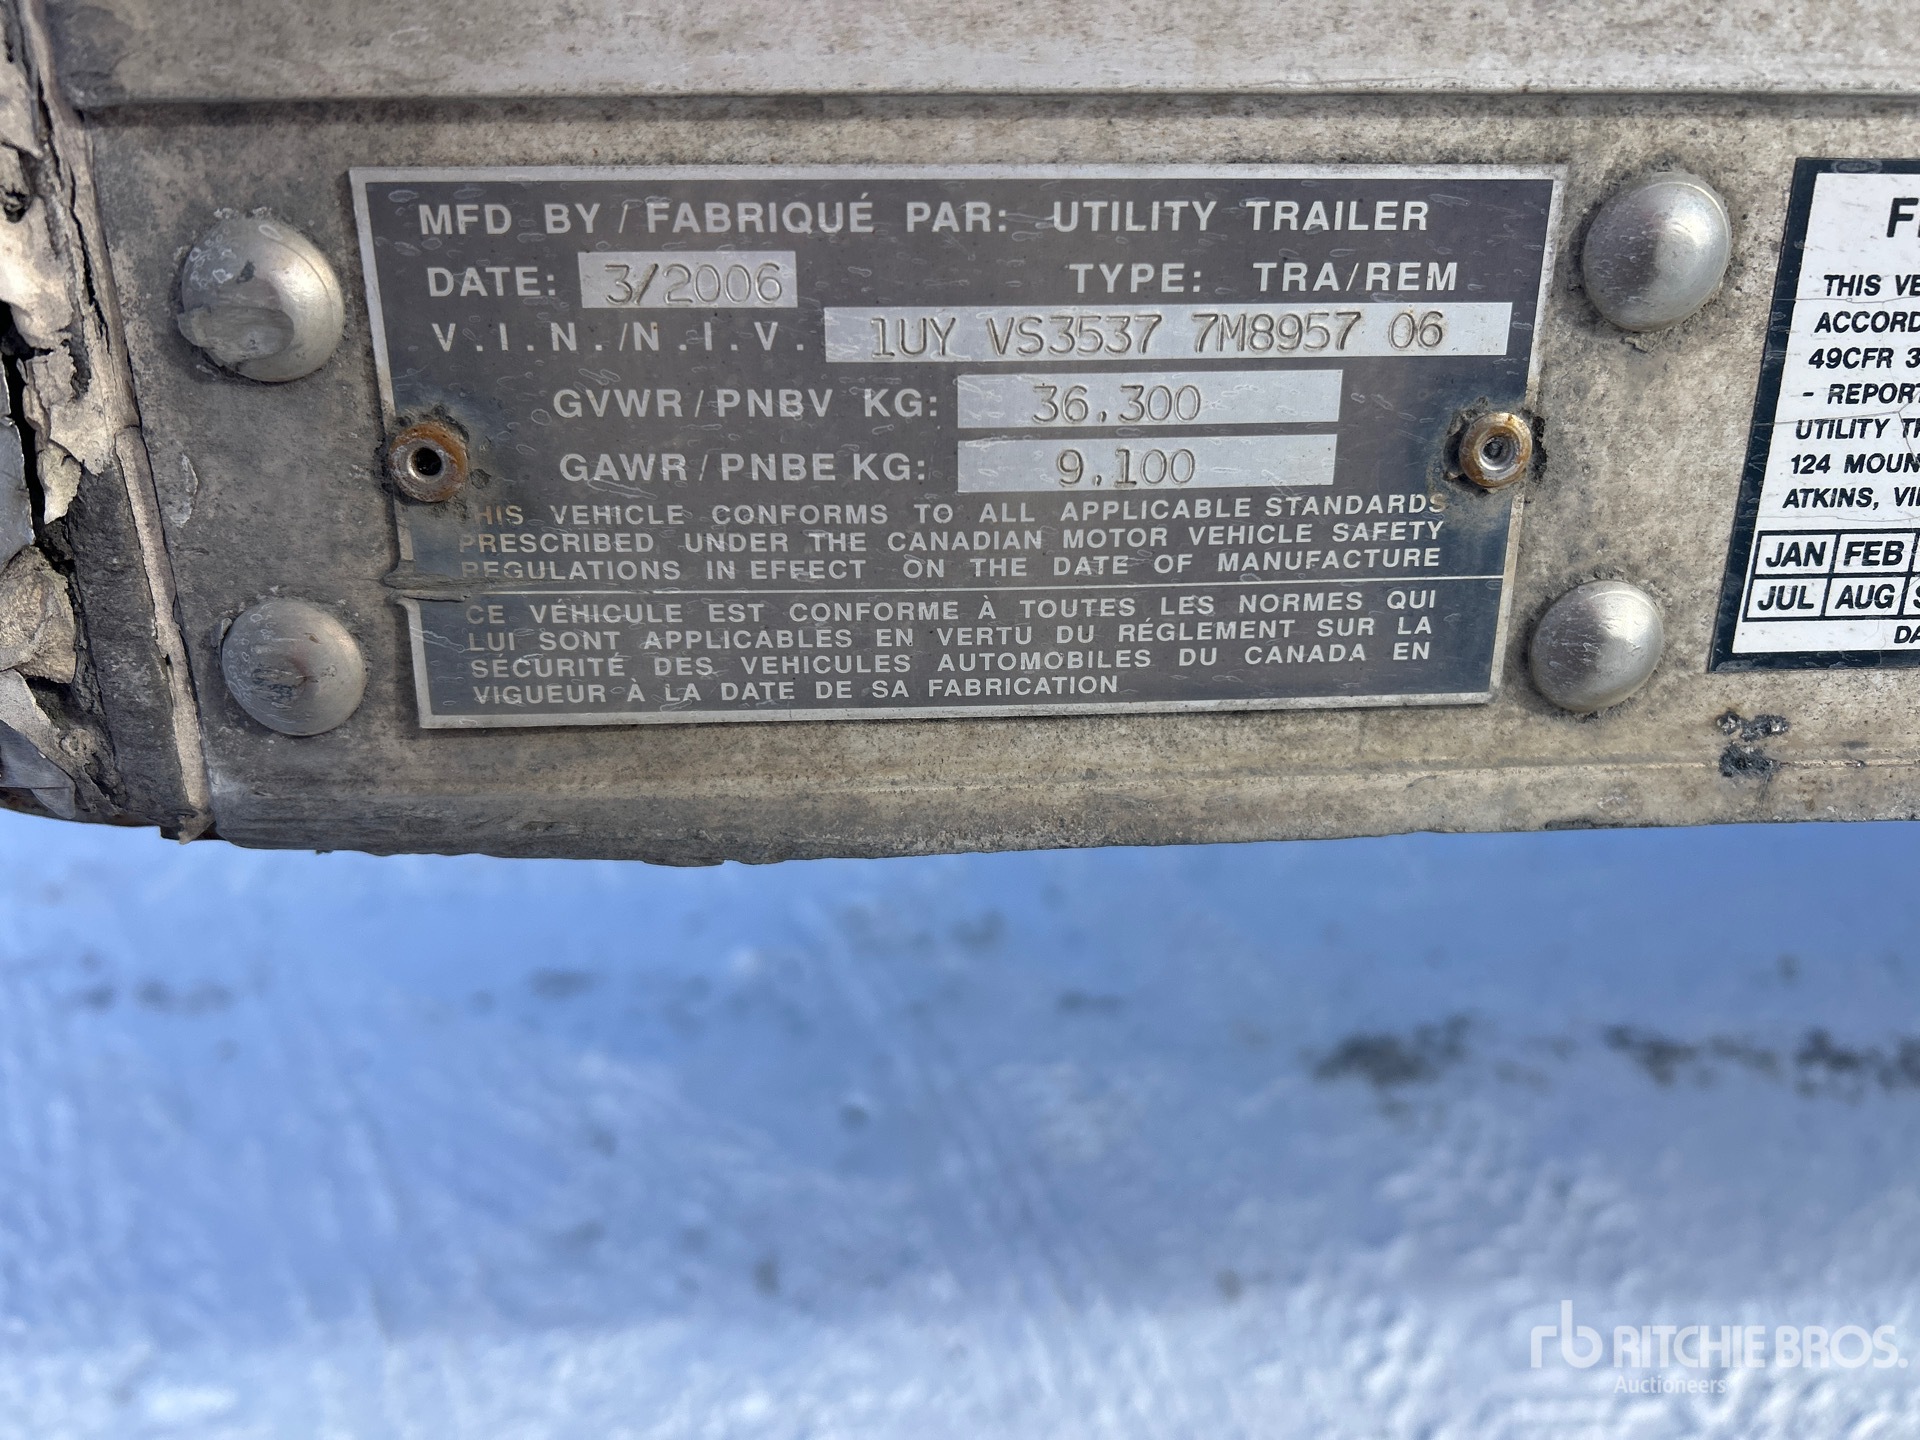 MFD BY / FABRIQUÉ PAR: UTILITY TRAILER
DATE: 3/2006 TYPE: TRA/REM
V.I.N./N.I.V. 1UY VS3537 7M8957 06
GVWR / PNBV KG: 36,300
GAWR / PNBE KG: 9,100
THIS VEHICLE CONFORMS TO ALL APPLICABLE STANDARDS
PRESCRIBED UNDER THE CANADIAN MOTOR VEHICLE SAFETY
REGULATIONS IN EFFECT ON THE DATE OF MANUFACTURE
CE VÉHICULE EST CONFORME À TOUTES LES NORMES QUI
LUI SONT APPLICABLES EN VERTU DU RÉGLEMENT SUR LA
SÉCURITÉ DES VEHICULES AUTOMOBILES DU CANADA EN
VIGUEUR À LA DATE DE SA FABRICATION
THIS
ACCORD
49CFR 3
- REPORT
UTILITY
124 MOUN
ATKINS,
JAN FEB
JUL AUG
rb RITCHIE BROS.
Auctioneers